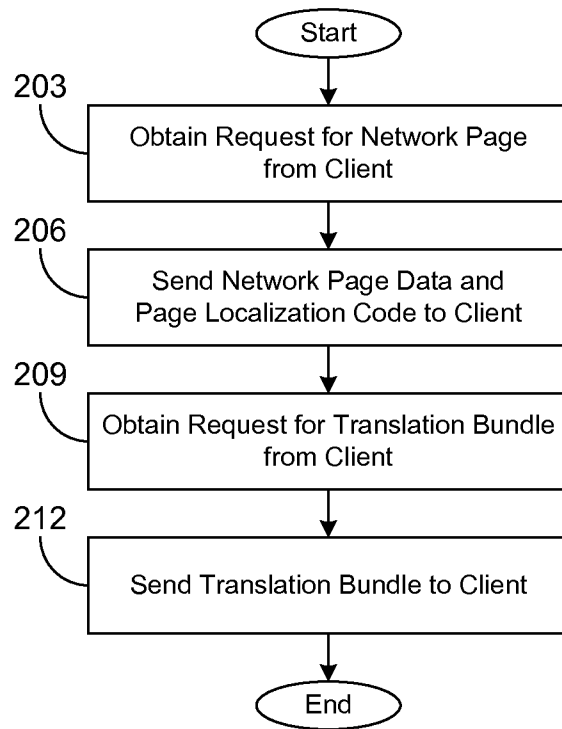 Start
203
Obtain Request for Network Page
from Client
206
Send Network Page Data and
Page Localization Code to Client
209
Obtain Request for Translation Bundle
from Client
212
Send Translation Bundle to Client
End